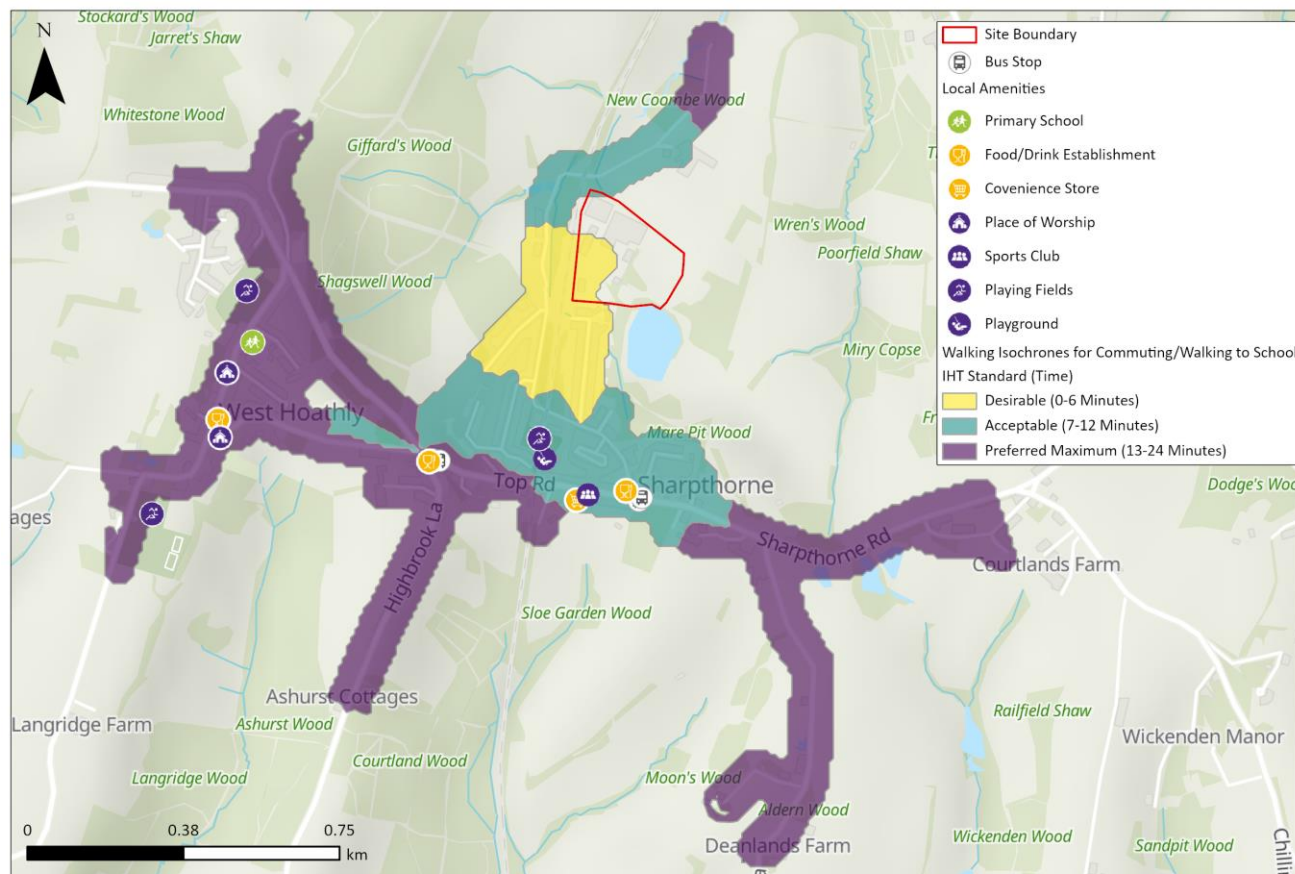 Stockard's Wood
Jarret's Shaw
N
Whitestone Wood
Giffard's Wood
New Coombe Wood
Wren's Wood
Poorfield Shaw
Shagswell Wood
Miry Copse
West Hoathly
Mare Pit Wood
Top Rd
Sharpthorne
Dodge's Woo
ages
Highbrook La
Sharpthorne Rd
Courtlands Farm
Sloe Garden Wood
Ashurst Cottages
Langridge Farm
Ashurst Wood
Railfield Shaw
Wickenden Manor
Courtland Wood
Langridge Wood
Moon's Wood
Aldern Wood
Deanlands Farm
Wickenden Wood
Sandpit Wood
Chilli
0 0.38 0.75
km
Site Boundary
Bus Stop
Local Amenities
Primary School
Food/Drink Establishment
Covenience Store
Place of Worship
Sports Club
Playing Fields
Playground
Walking Isochrones for Commuting/Walking to School
IHT Standard (Time)
Desirable (0-6 Minutes)
Acceptable (7-12 Minutes)
Preferred Maximum (13-24 Minutes)